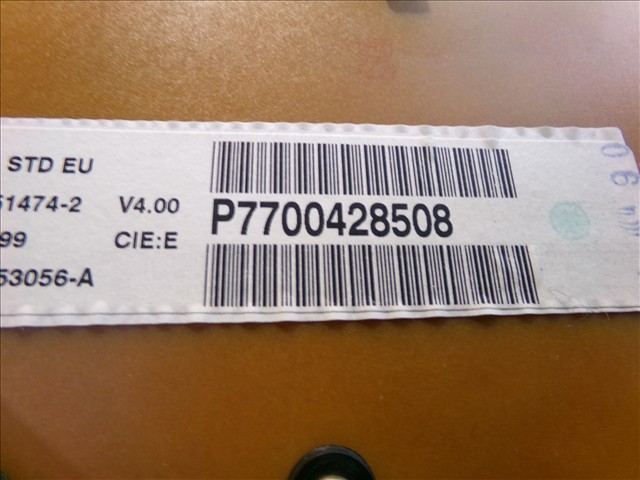 STD EU
51474-2 V4.00
P7700428508
99 CIE:E
53056-A